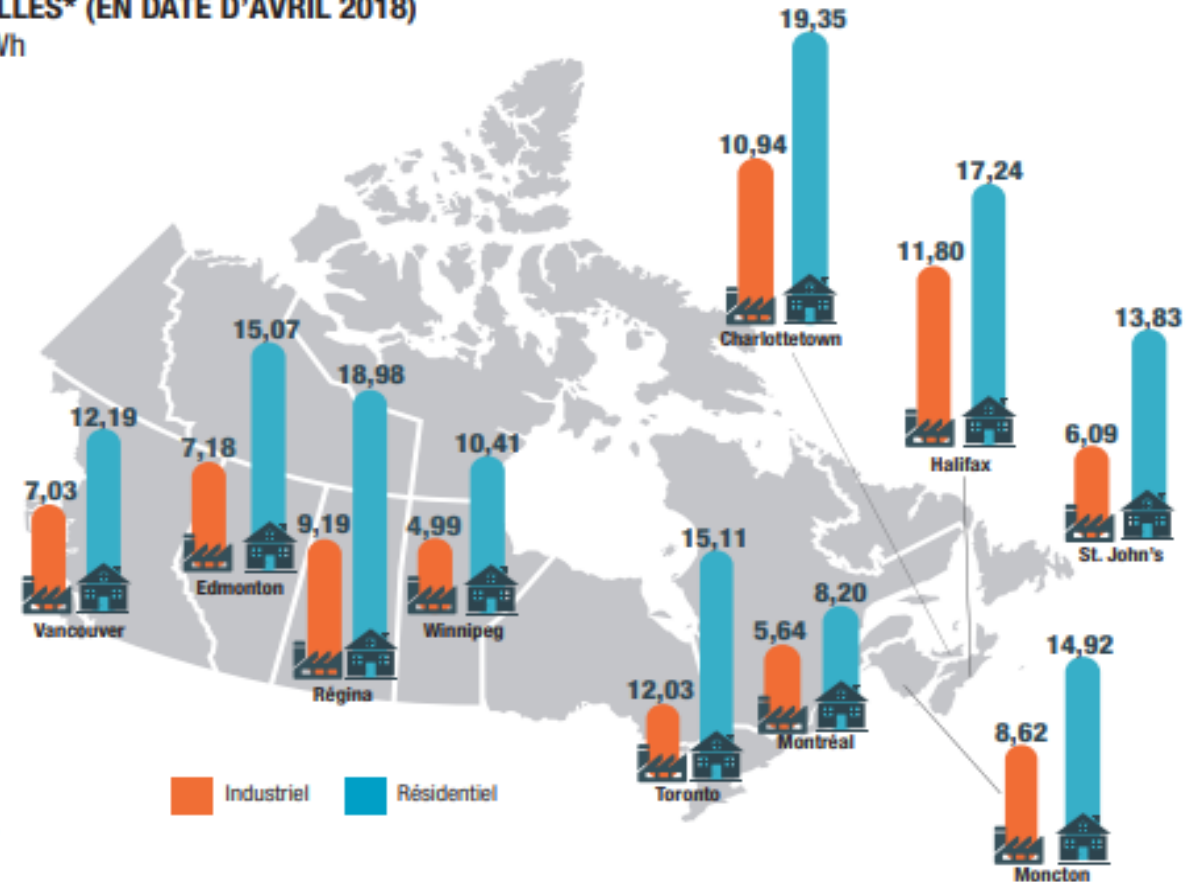 ELLES* (EN DATE D'AVRIL 2018)
Wh
19,35
10,94
Charlottetown
17,24
11,80
Halifax
13,83
6,09
St. John's
15,07
7,18
Edmonton
18,98
9,19
Régina
12,19
7,03
Vancouver
10,41
4,99
Winnipeg
15,11
12,03
Toronto
8,20
5,64
Montréal
14,92
8,62
Moncton
Industriel
Résidentiel